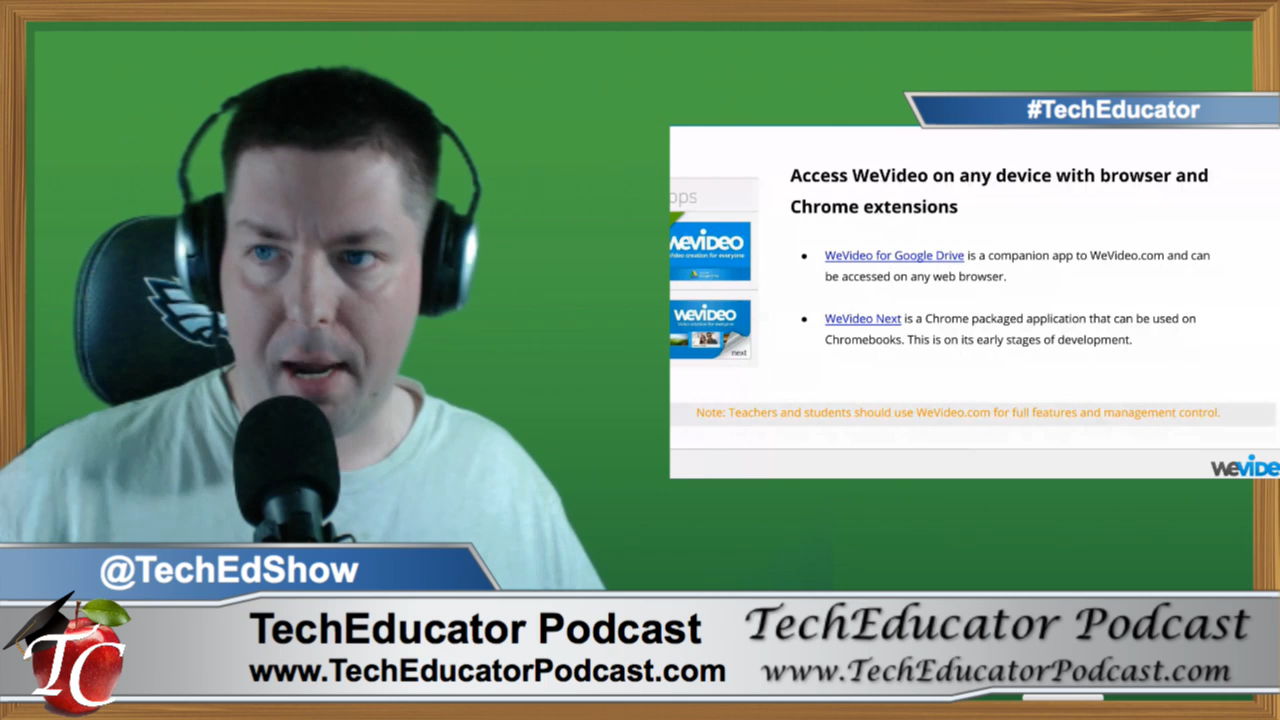 #TechEducator
Access WeVideo on any device with browser and
Chrome extensions
pps
WEVIDEO
Video creation for everyone
WeVideo for Google Drive is a companion app to WeVideo.com and can
be accessed on any web browser.
wevideo
next
WeVideo Next is a Chrome packaged application that can be used on
Chromebooks. This is on its early stages of development.
Note: Teachers and students should use WeVideo.com for full features and management control.
wevide
@TechEdShow
TC
TechEducator Podcast
www.TechEducatorPodcast.com
TechEducator Podcast
www.TechEducatorPodcast.com